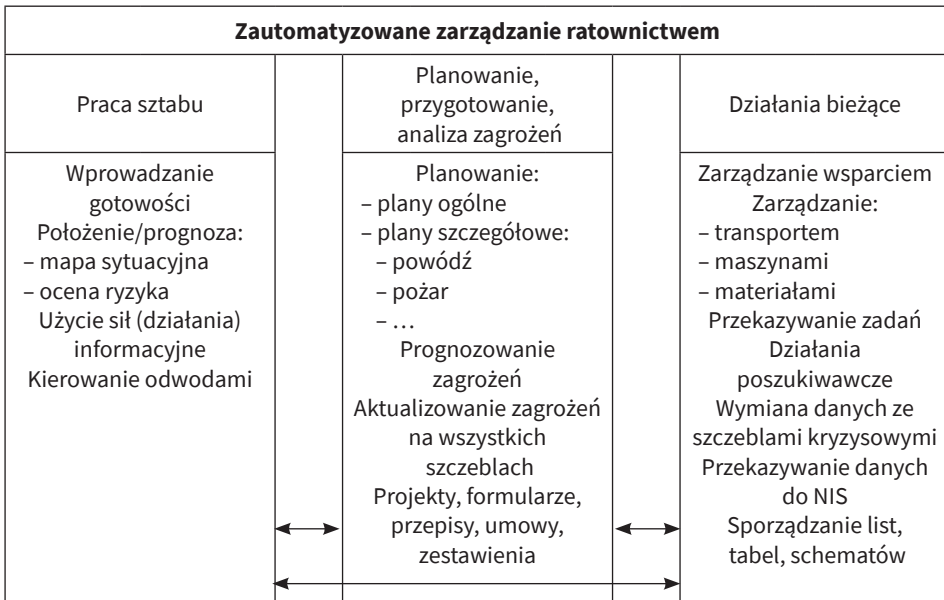 Zautomatyzowane zarządzanie ratownictwem
Praca sztabu
Planowanie,
przygotowanie,
analiza zagrożeń
Działania bieżące
Wprowadzanie
gotowości
Położenie/prognoza:
– mapa sytuacyjna
– ocena ryzyka
Użycie sił (działania)
informacyjne
Kierowanie odwodami
Planowanie:
– plany ogólne
– plany szczegółowe:
– powódź
– pożar
– …
Prognozowanie
zagrożeń
Aktualizowanie zagrożeń
na wszystkich
szczeblach
Projekty, formularze,
przepisy, umowy,
zestawienia
Zarządzanie wsparciem
Zarządzanie:
– transportem
– maszynami
– materiałami
Przekazywanie zadań
Działania
poszukiwawcze
Wymiana danych ze
szczeblami kryzysowymi
Przekazywanie danych
do NIS
Sporządzanie list,
tabel, schematów